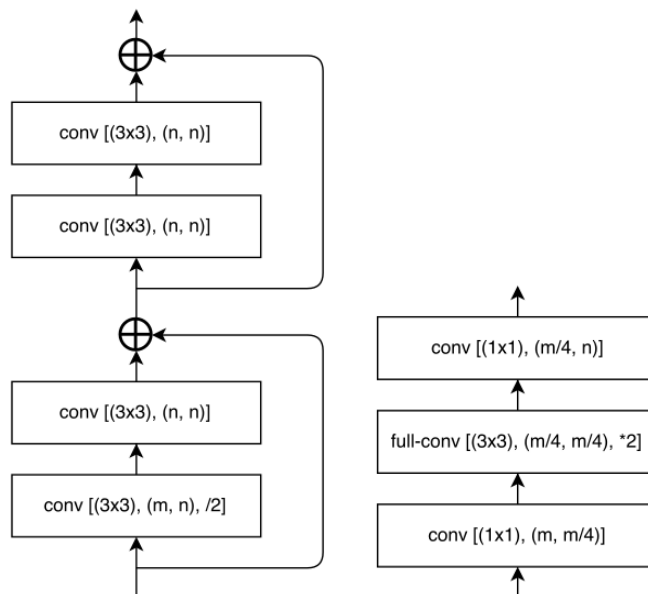 conv [(3x3), (n, n)]
conv [(3x3), (n, n)]
conv [(3x3), (n, n)]
conv [(3x3), (m, n), /2]
conv [(1x1), (m/4, n)]
full-conv [(3x3), (m/4, m/4), *2]
conv [(1x1), (m, m/4)]